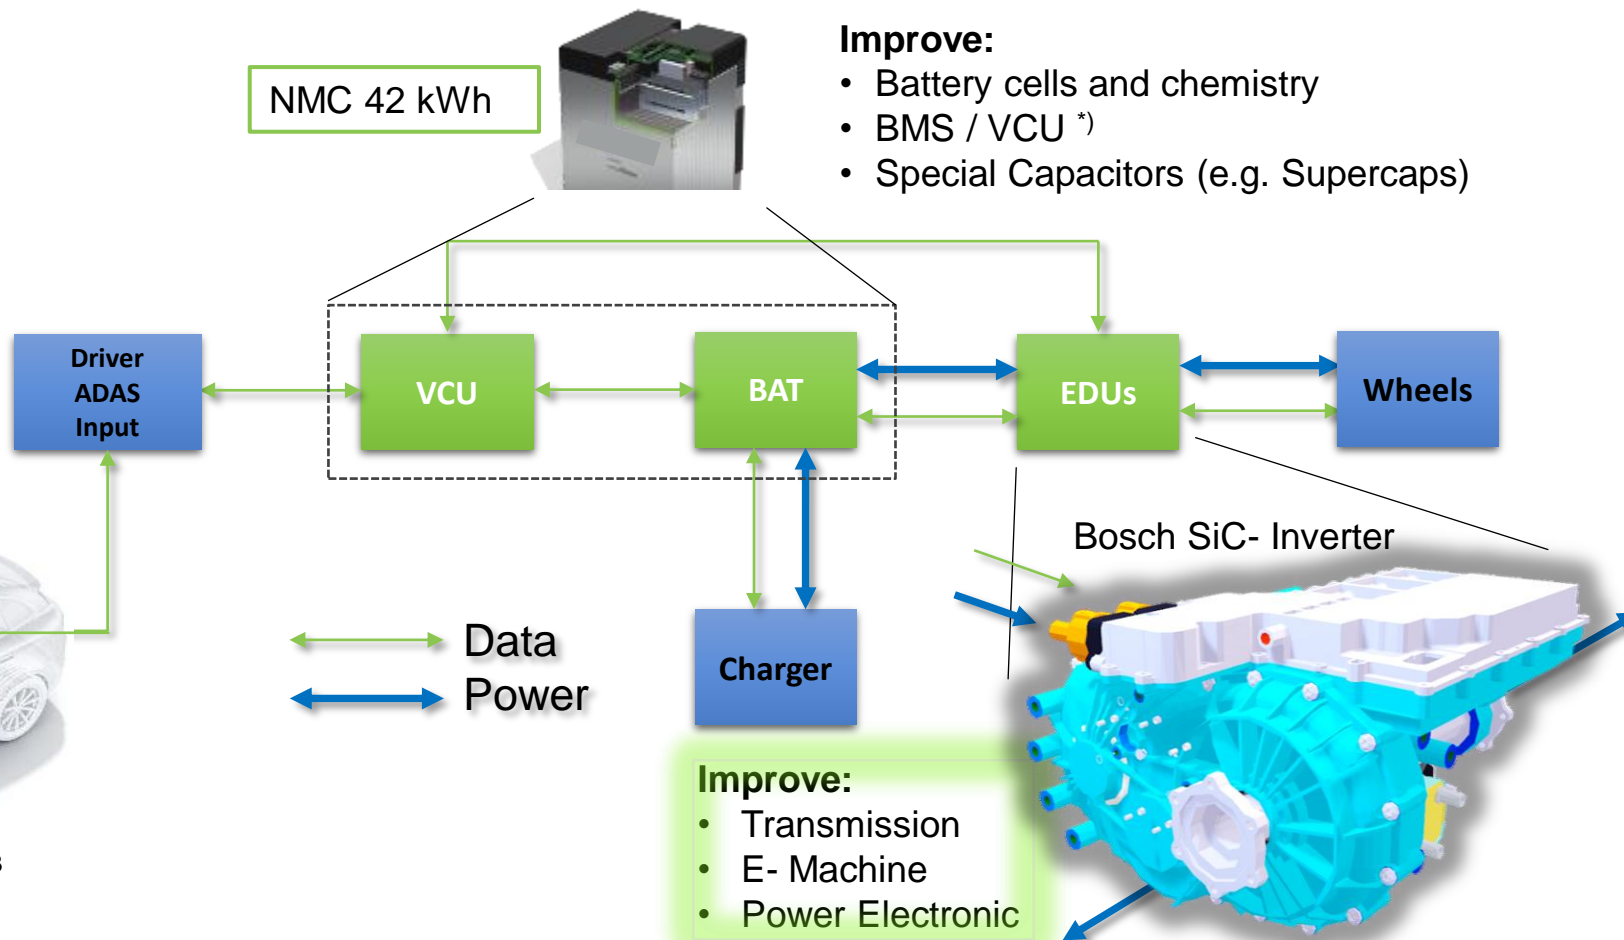 Improve:
• Battery cells and chemistry
• BMS / VCU *)
• Special Capacitors (e.g. Supercaps)
NMC 42 kWh
Driver
ADAS
Input
VCU
BAT
EDUs
Wheels
Bosch SiC- Inverter
Data
Power
Charger
Improve:
• Transmission
• E- Machine
• Power Electronic